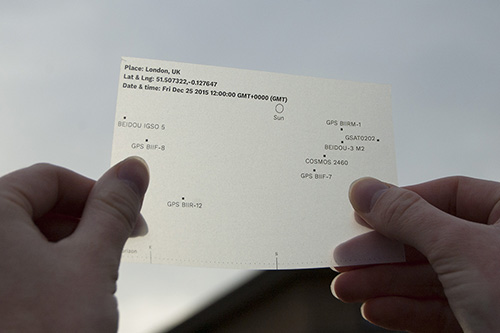 Place: London, UK
Lat & Lng: 51.507322,-0.127647
Date & time: Fri Dec 25 2015 12:00:00 GMT+0000 (GMT)
Sun
BEIDOU IGSO 5
GPS BIIRM-1
GSAT0202
GPS BIIF-8
BEIDOU-3 M2
COSMOS 2460
GPS BIIF-7
GPS BIIR-12